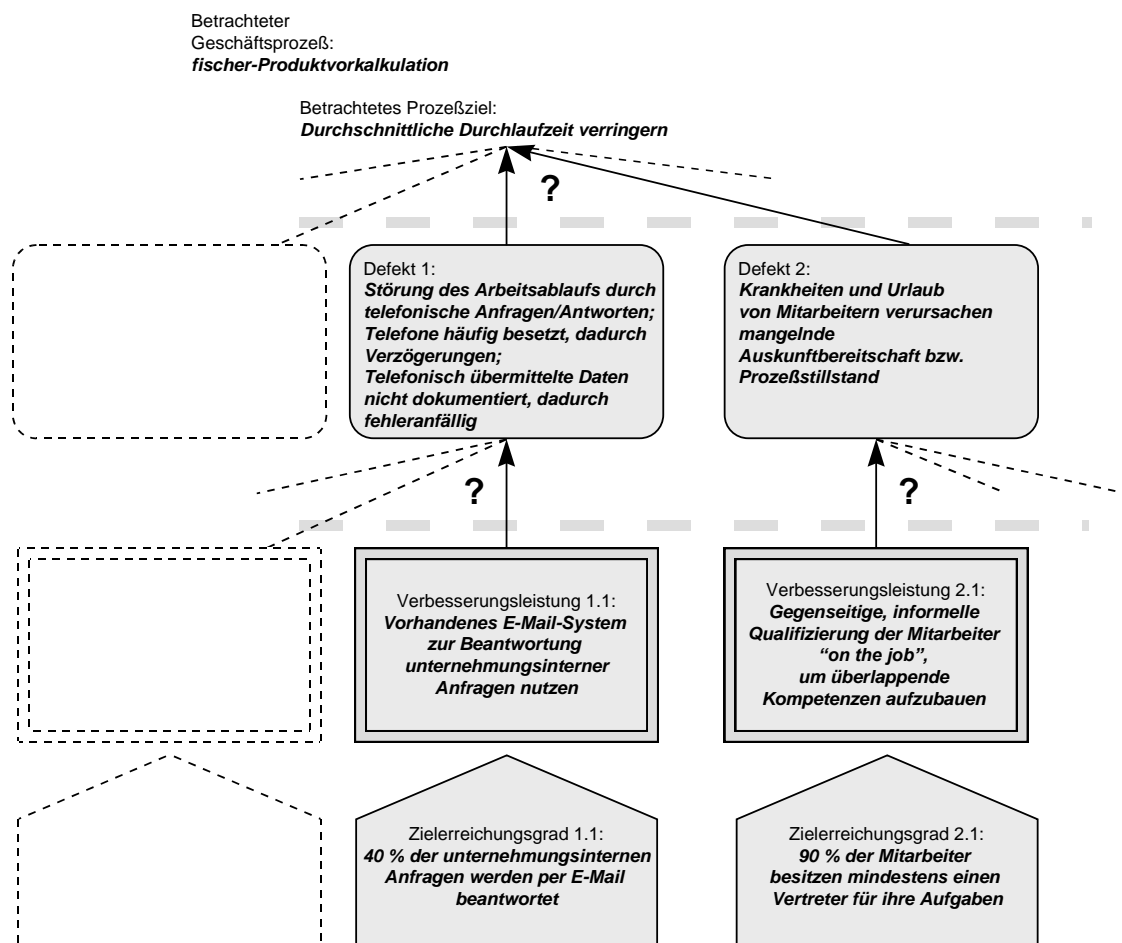 Betrachteter
Geschäftsprozeß:
fischer-Produktvorkalkulation
Betrachtetes Prozeßziel:
Durchschnittliche Durchlaufzeit verringern
?
Defekt 1:
Störung des Arbeitsablaufs durch
telefonische Anfragen/Antworten;
Telefone häufig besetzt, dadurch
Verzögerungen;
Telefonisch übermittelte Daten
nicht dokumentiert, dadurch
fehleranfällig
Defekt 2:
Krankheiten und Urlaub
von Mitarbeitern verursachen
mangelnde
Auskunftbereitschaft bzw.
Prozeßstillstand
?
?
Verbesserungsleistung 1.1:
Vorhandenes E-Mail-System
zur Beantwortung
unternehmungsinterner
Anfragen nutzen
Verbesserungsleistung 2.1:
Gegenseitige, informelle
Qualifizierung der Mitarbeiter
“on the job”,
um überlappende
Kompetenzen aufzubauen
Zielerreichungsgrad 1.1:
40 % der unternehmungsinternen
Anfragen werden per E-Mail
beantwortet
Zielerreichungsgrad 2.1:
90 % der Mitarbeiter
besitzen mindestens einen
Vertreter für ihre Aufgaben